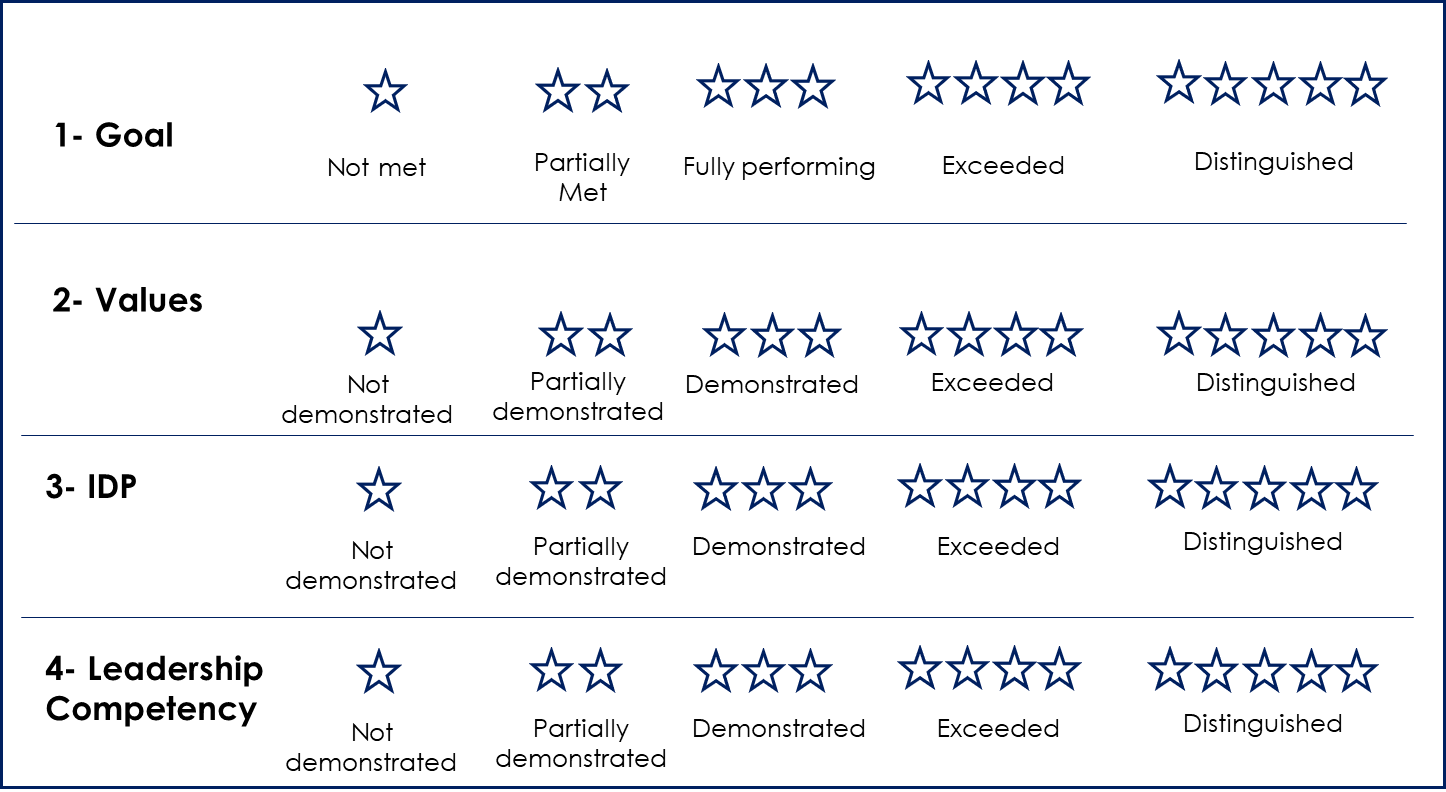 1- Goal
Not met
Partially
Met
Fully performing
Exceeded
Distinguished
2- Values
Not
demonstrated
Partially
demonstrated
Demonstrated
Exceeded
Distinguished
3- IDP
Not
demonstrated
Partially
demonstrated
Demonstrated
Exceeded
Distinguished
4- Leadership
Competency
Not
demonstrated
Partially
demonstrated
Demonstrated
Exceeded
Distinguished